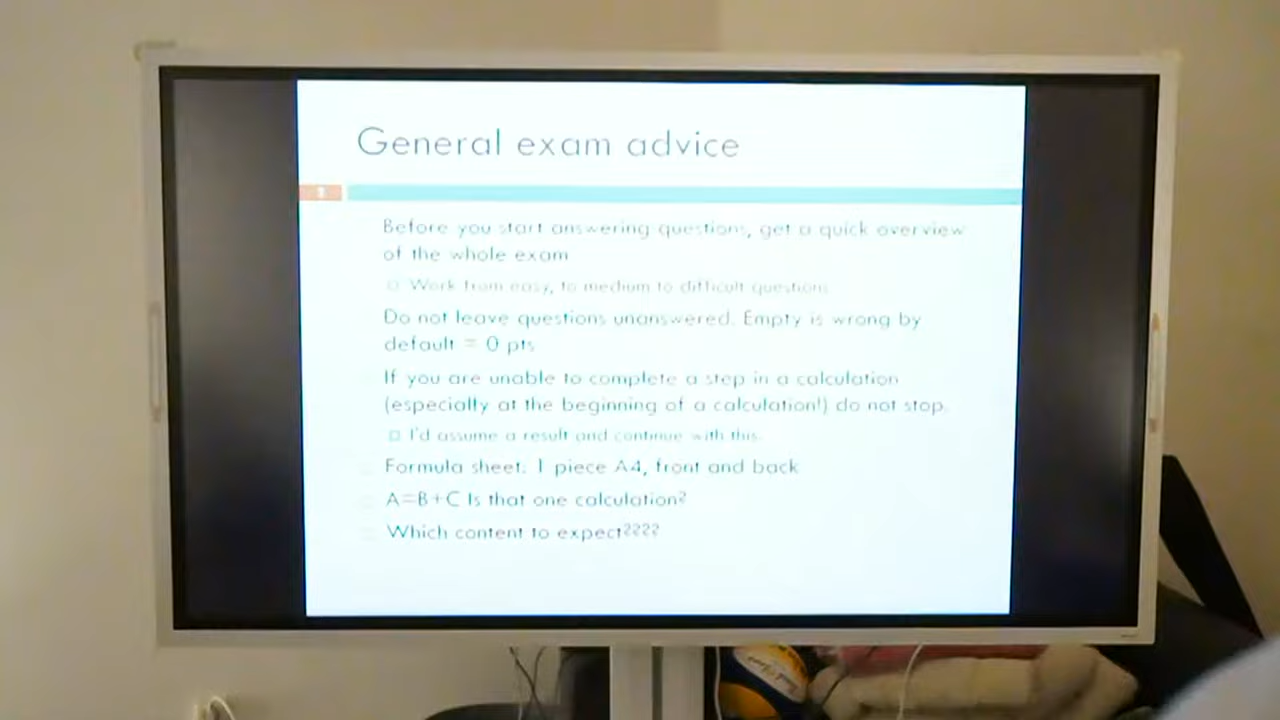 General exam advice
Before you start answering questions, get a quick overview
of the whole exam
Work from easy, to medium to difficult questions
Do not leave questions unanswered. Empty is wrong by
default = 0 pts
If you are unable to complete a step in a calculation
(especially at the beginning of a calculation!) do not stop.
I'd assume a result and continue with this.
Formula sheet: 1 piece A4, front and back
A=B+C Is that one calculation?
Which content to expect????